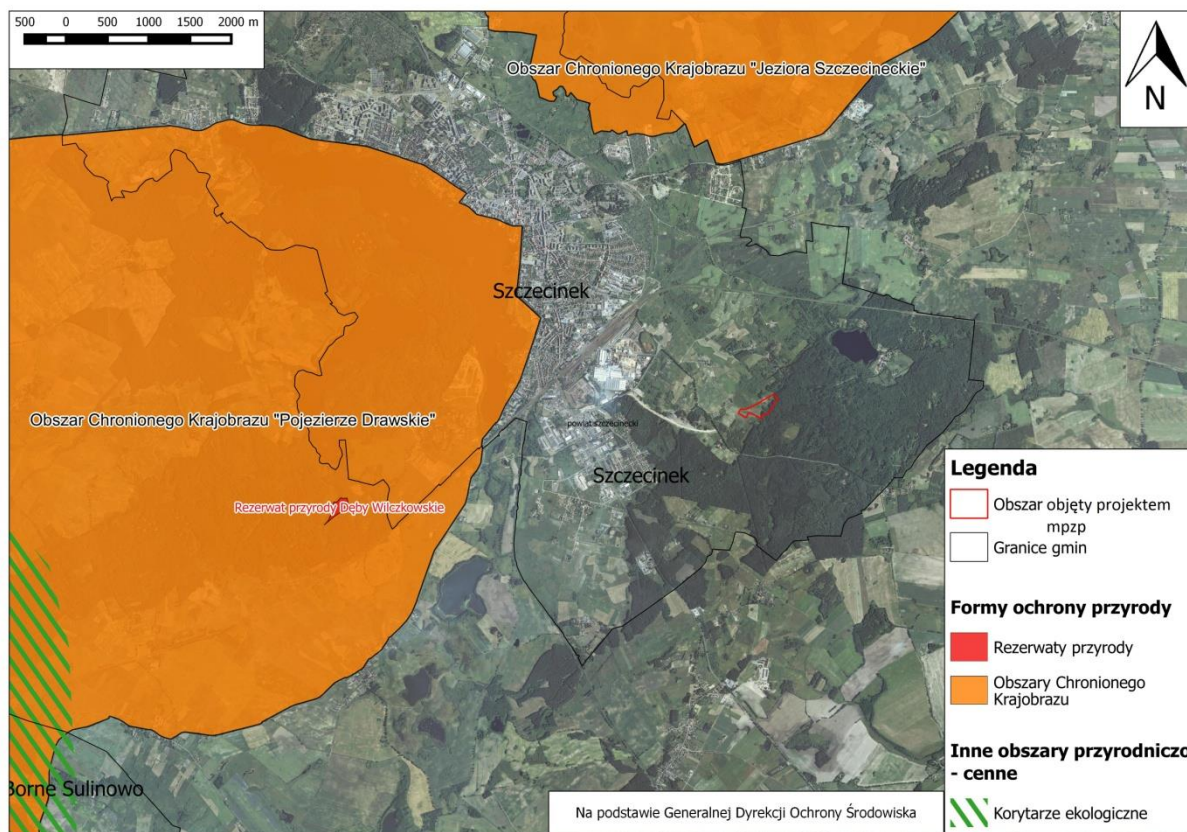 500 0 500 1000 1500 2000 m
Obszar Chronionego Krajobrazu "Jeziora Szczecineckie"
N
Szczecinek
Obszar Chronionego Krajobrazu "Pojezierze Drawskie"
powiat szczecinecki
Szczecinek
Rezerwat przyrody Dęby Wilczkowskie
Borne Sulinowo
Legenda
Obszar objęty projektem
mpzp
Granice gmin
Formy ochrony przyrody
Rezerwaty przyrody
Obszary Chronionego
Krajobrazu
Inne obszary przyrodniczo
- cenne
Korytarze ekologiczne
Na podstawie Generalnej Dyrekcji Ochrony Środowiska